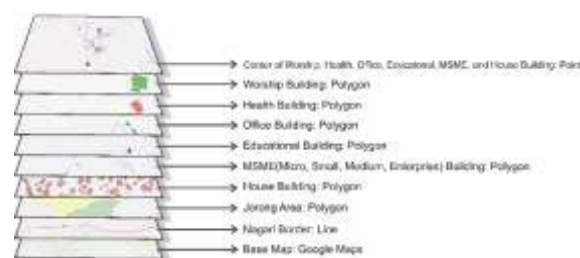 Center of Worship, Health, Office, Educational, MSME, and House Building: Point
Worship Building: Polygon
Health Building: Polygon
Office Building: Polygon
Educational Building: Polygon
MSME(Micro, Small, Medium, Enterpries) Building: Polygon
House Building: Polygon
Jorong Area: Polygon
Nagari Border: Line
Base Map: Google Maps